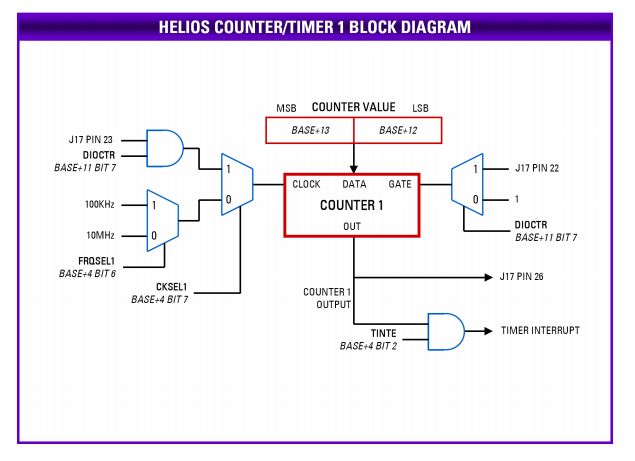 HELIOS COUNTER/TIMER 1 BLOCK DIAGRAM
MSB COUNTER VALUE LSB
BASE+13 BASE+12
J17 PIN 23
DIOCTR
BASE+11 BIT 7
1
0
100KHz
10MHz
1
0
FRQSEL1
BASE+4 BIT 6
CKSEL1
BASE+4 BIT 7
CLOCK DATA GATE
COUNTER 1
OUT
1
0
J17 PIN 22
1
DIOCTR
BASE+11 BIT 7
J17 PIN 26
COUNTER 1
OUTPUT
TINTE
BASE+4 BIT 2
TIMER INTERRUPT